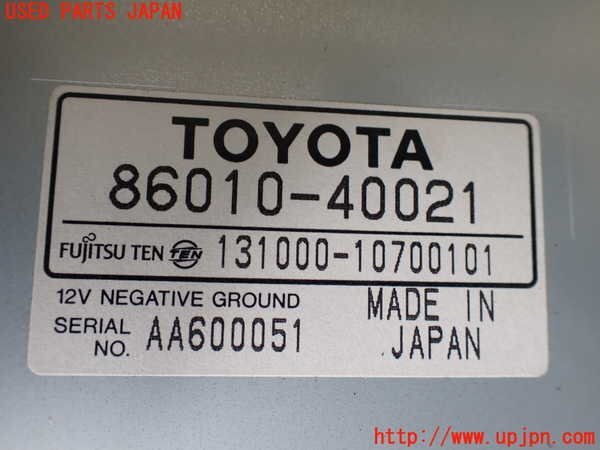 USED PARTS JAPAN
TOYOTA
86010-40021
FUJITSU TEN TEN 131000-10700101
12V NEGATIVE GROUND
SERIAL NO. AA600051
MADE IN JAPAN
http://www.upjpn.com/